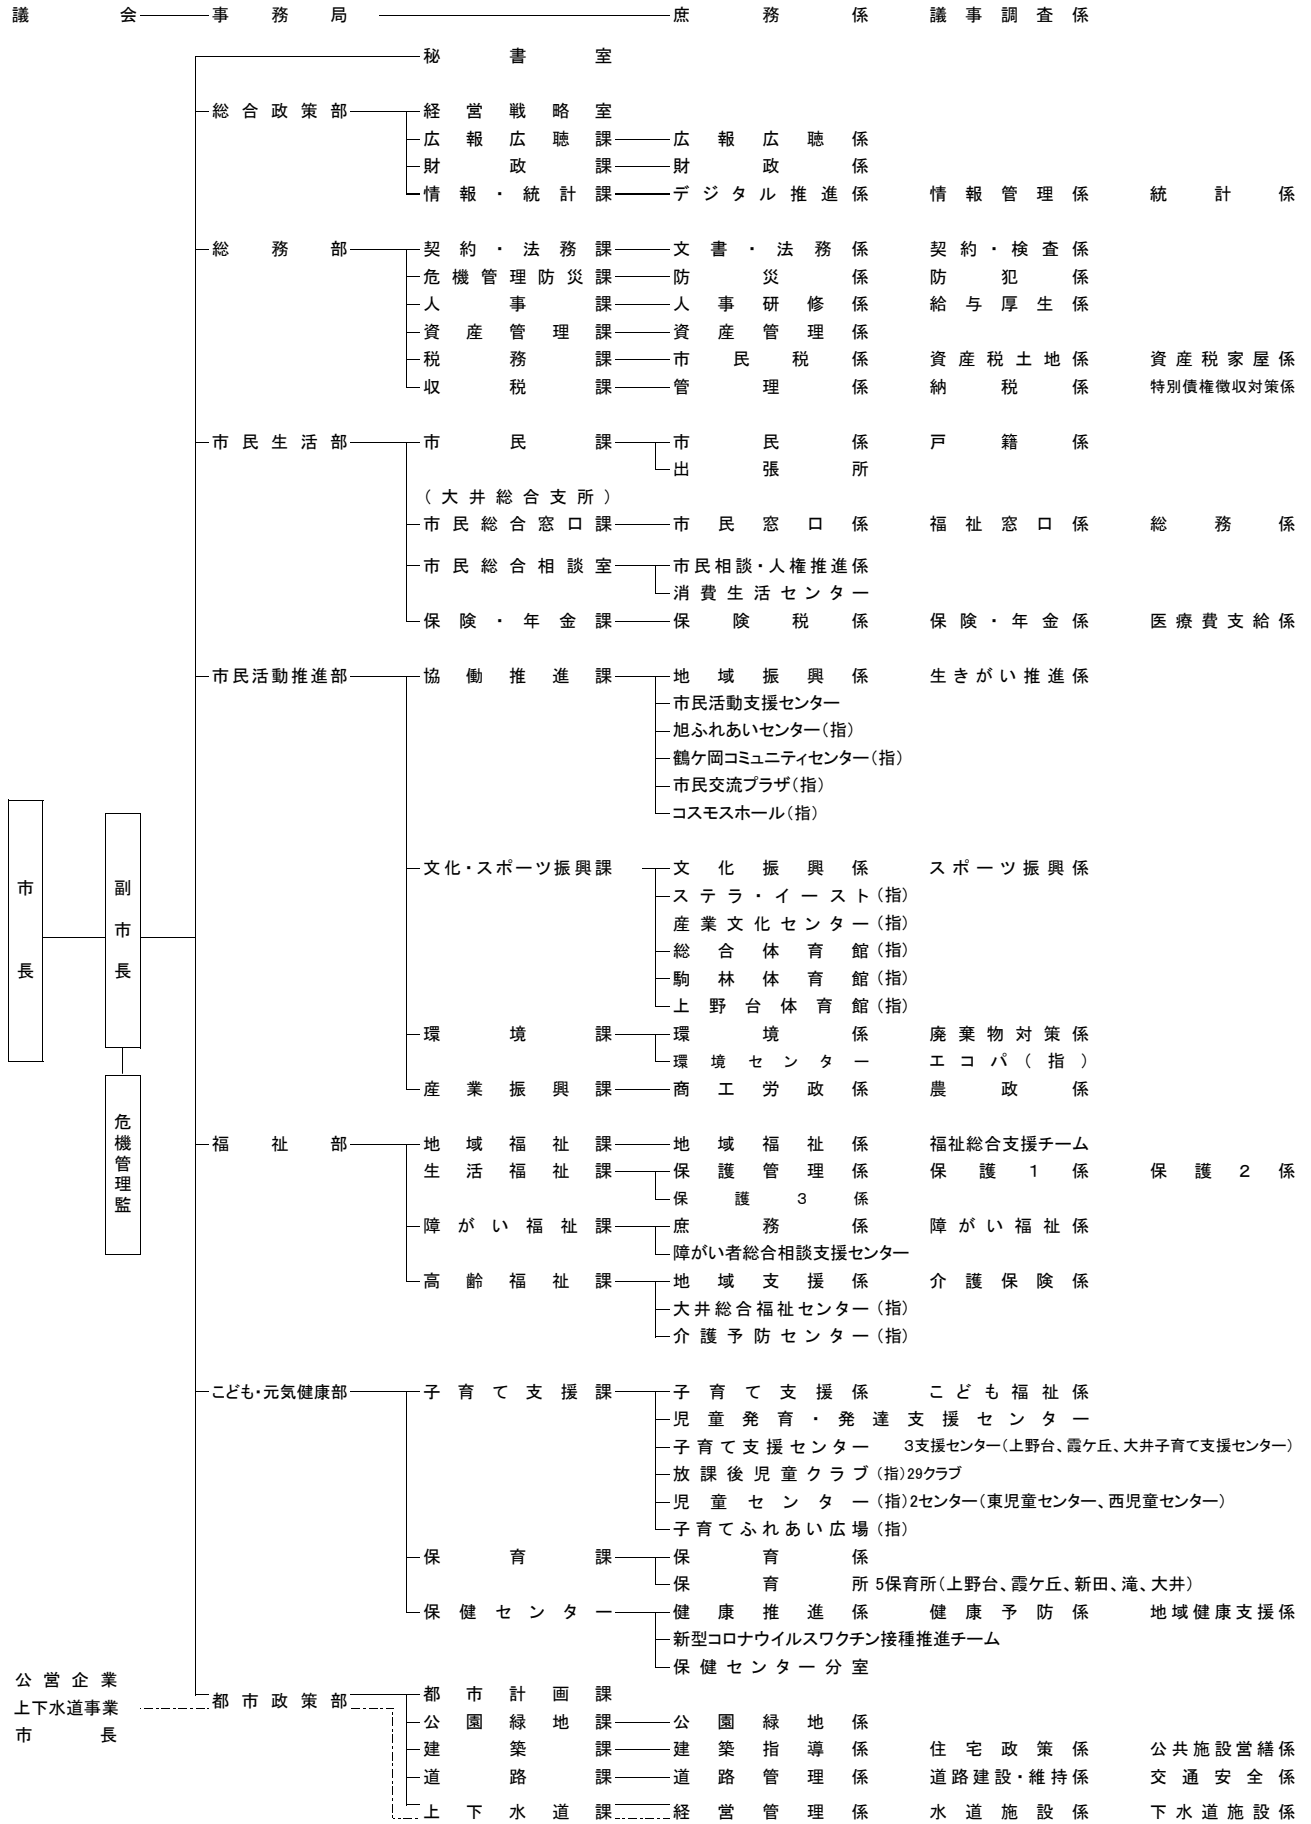 議会 事務局 庶務係 議事調査係
秘書室
総合政策部 経営戦略室
広報広聴課 広報広聴係
財政課 財政係
情報・統計課 デジタル推進係 情報管理係 統計係
総務部 契約・法務課 文書・法務係 契約・検査係
危機管理防災課 防災係 防犯係
人事課 人事研修係 給与厚生係
資産管理課 資産管理係
税務課 市民税係 資産税土地係 資産税家屋係
収税課 管理係 納税係 特別債権徴収対策係
市民生活部 市民課 市民係 戸籍係
出張所
(大井総合支所)
市民総合窓口課 市民窓口係 福祉窓口係 総務係
市民総合相談室 市民相談・人権推進係
消費生活センター
保険・年金課 保険税係 保険・年金係 医療費支給係
市民活動推進部 協働推進課 地域振興係 生きがい推進係
市民活動支援センター
旭ふれあいセンター(指)
鶴ケ岡コミュニティセンター(指)
市民交流プラザ(指)
コスモスホール(指)
文化・スポーツ振興課 文化振興係 スポーツ振興係
ステラ・イースト(指)
産業文化センター(指)
総合体育館(指)
駒林体育館(指)
上野台体育館(指)
市長
副市長
環境課 環境係 廃棄物対策係
環境センター エコパ(指)
産業振興課 商工労政係 農政係
危機管理監
福祉部 地域福祉課 地域福祉係 福祉総合支援チーム
生活福祉課 保護管理係 保護1係 保護2係
保護3係
障がい福祉課 庶務係 障がい福祉係
障がい者総合相談支援センター
高齢福祉課 地域支援係 介護保険係
大井総合福祉センター(指)
介護予防センター(指)
こども・元気健康部 子育て支援課 子育て支援係 こども福祉係
児童発育・発達支援センター
子育て支援センター 3支援センター(上野台、霞ケ丘、大井子育て支援センター)
放課後児童クラブ(指)29クラブ
児童センター(指)2センター(東児童センター、西児童センター)
子育てふれあい広場(指)
保育課 保育係
保育所 5保育所(上野台、霞ケ丘、新田、滝、大井)
保健センター 健康推進係 健康予防係 地域健康支援係
新型コロナウイルスワクチン接種推進チーム
保健センター分室
公営企業
上下水道事業
市長
都市政策部 都市計画課
公園緑地課 公園緑地係
建築課 建築指導係 住宅政策係 公共施設営繕係
道路課 道路管理係 道路建設・維持係 交通安全係
上下水道課 経営管理係 水道施設係 下水道施設係